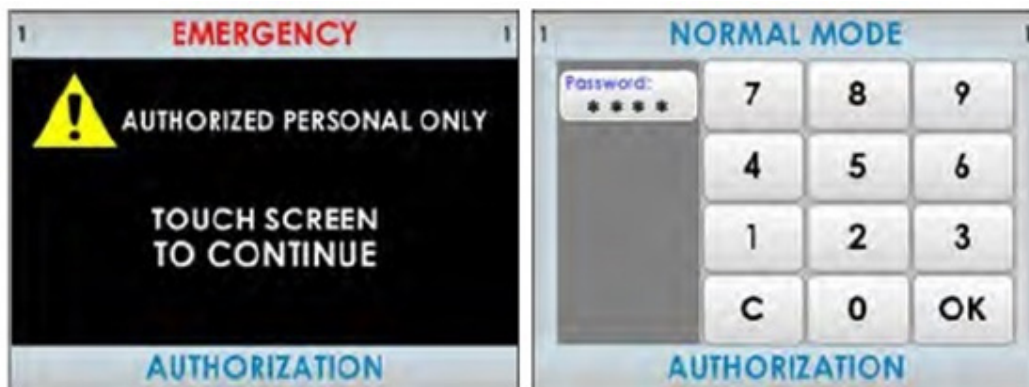 1 EMERGENCY 1
AUTHORIZED PERSONAL ONLY
TOUCH SCREEN
TO CONTINUE
AUTHORIZATION
1 NORMAL MODE 1
Password:
* * * *
7 8 9
4 5 6
1 2 3
C 0 OK
AUTHORIZATION